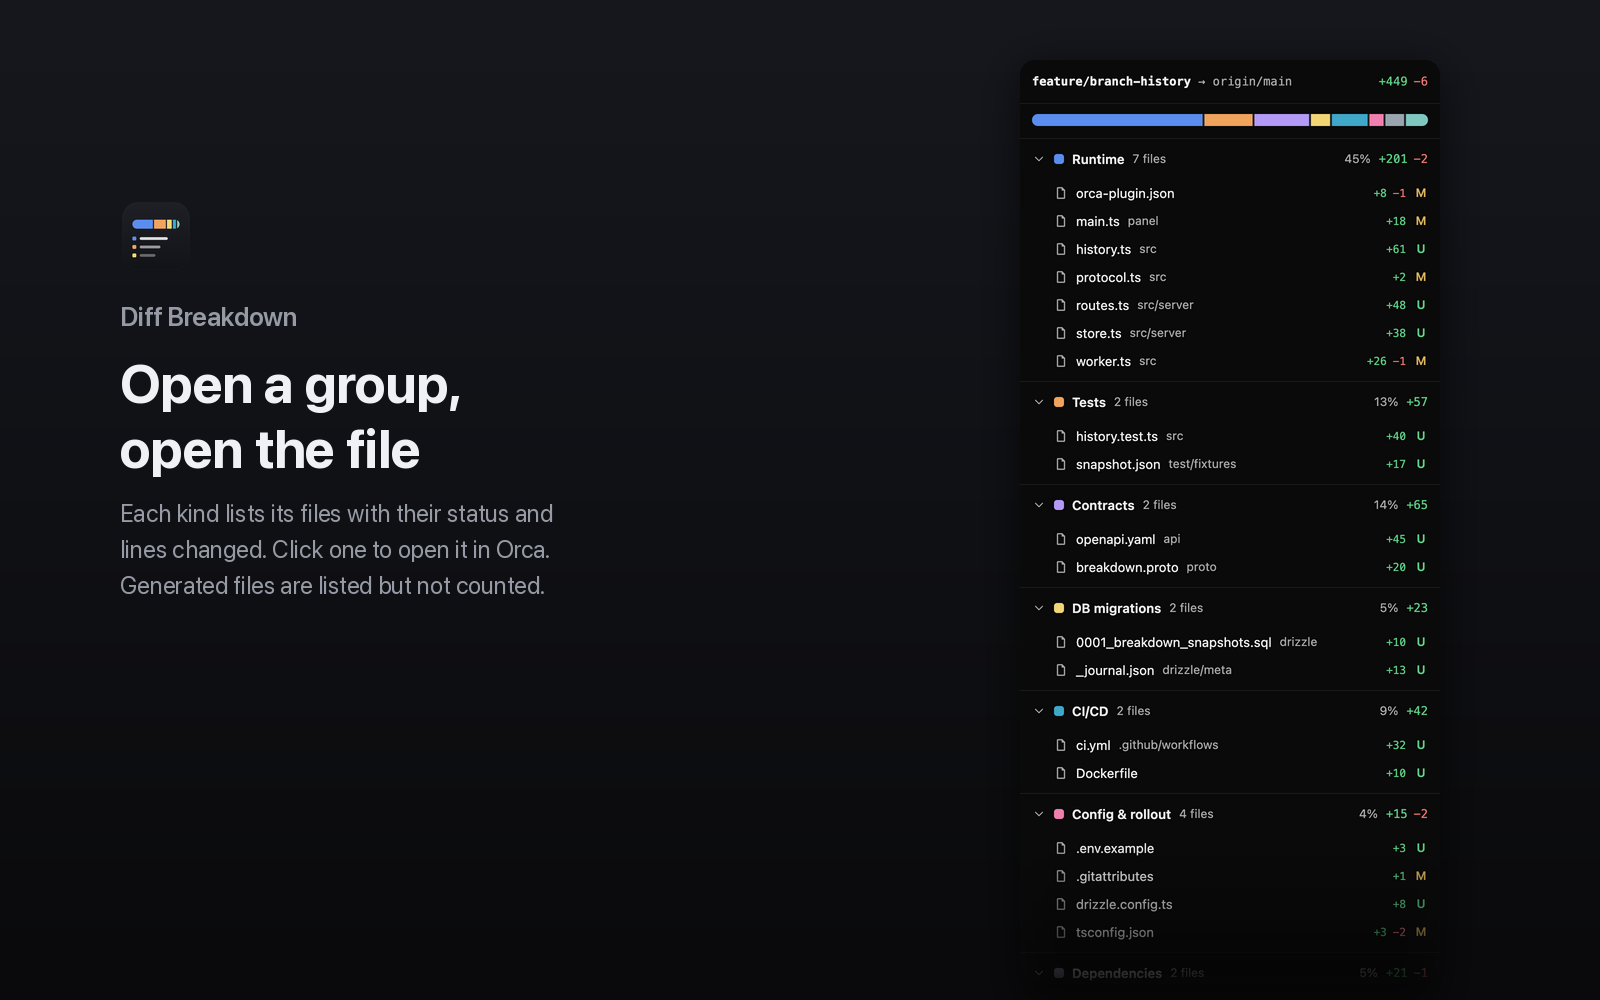 Diff Breakdown
Open a group,
open the file
Each kind lists its files with their status and
lines changed. Click one to open it in Orca.
Generated files are listed but not counted.
feature/branch-history → origin/main +449 −6
Runtime 7 files 45% +201 −2
orca-plugin.json +8 −1 M
main.ts panel +18 M
history.ts src +61 U
protocol.ts src +2 M
routes.ts src/server +48 U
store.ts src/server +38 U
worker.ts src +26 −1 M
Tests 2 files 13% +57
history.test.ts src +40 U
snapshot.json test/fixtures +17 U
Contracts 2 files 14% +65
openapi.yaml api +45 U
breakdown.proto proto +20 U
DB migrations 2 files 5% +23
0001_breakdown_snapshots.sql drizzle +10 U
_journal.json drizzle/meta +13 U
CI/CD 2 files 9% +42
ci.yml .github/workflows +32 U
Dockerfile +10 U
Config & rollout 4 files 4% +15 −2
.env.example +3 U
.gitattributes +1 M
drizzle.config.ts +8 U
tsconfig.json +3 −2 M
Dependencies 2 files 5% +21 −1